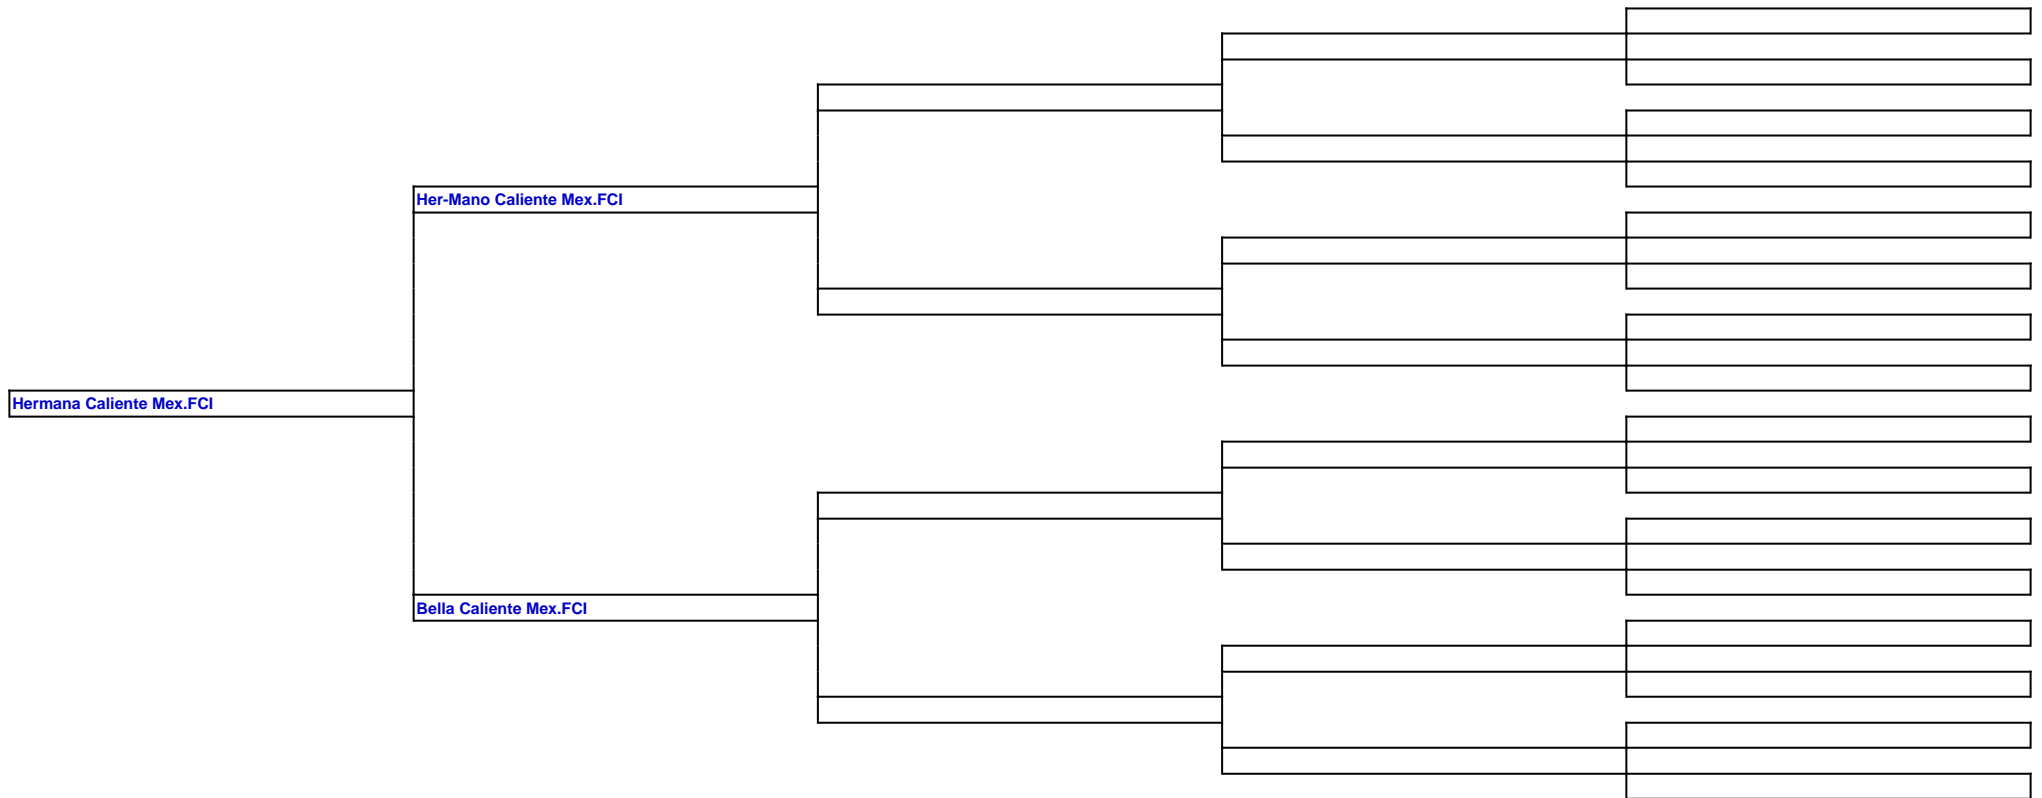 Her-Mano Caliente Mex.FCI
Hermana Caliente Mex.FCI
Bella Caliente Mex.FCI